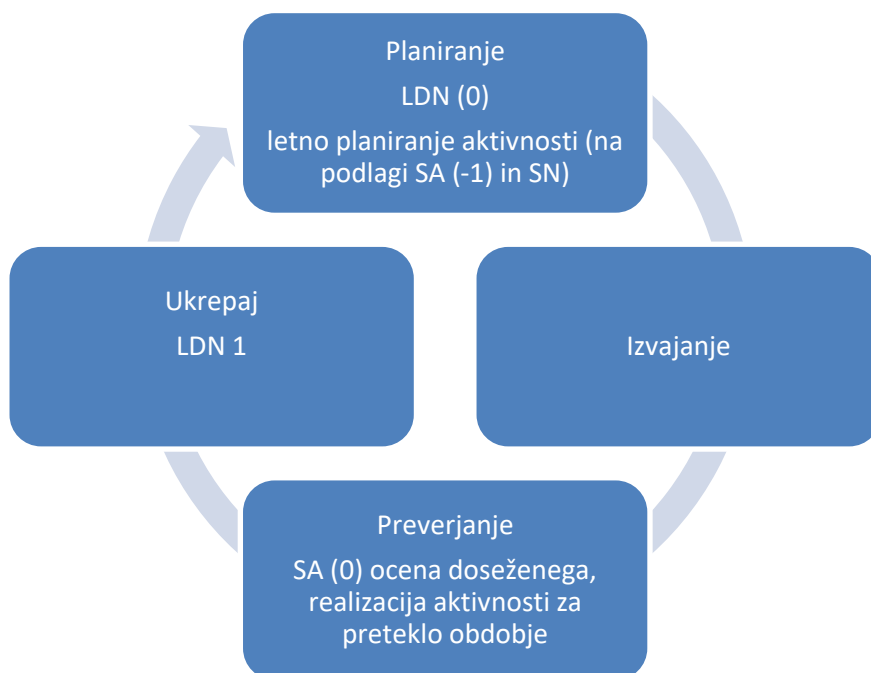 Planiranje
LDN (0)
letno planiranje aktivnosti (na
podlagi SA (-1) in SN)
Ukrepaj
LDN 1
Izvajanje
Preverjanje
SA (0) ocena doseženega,
realizacija aktivnosti za
preteklo obdobje